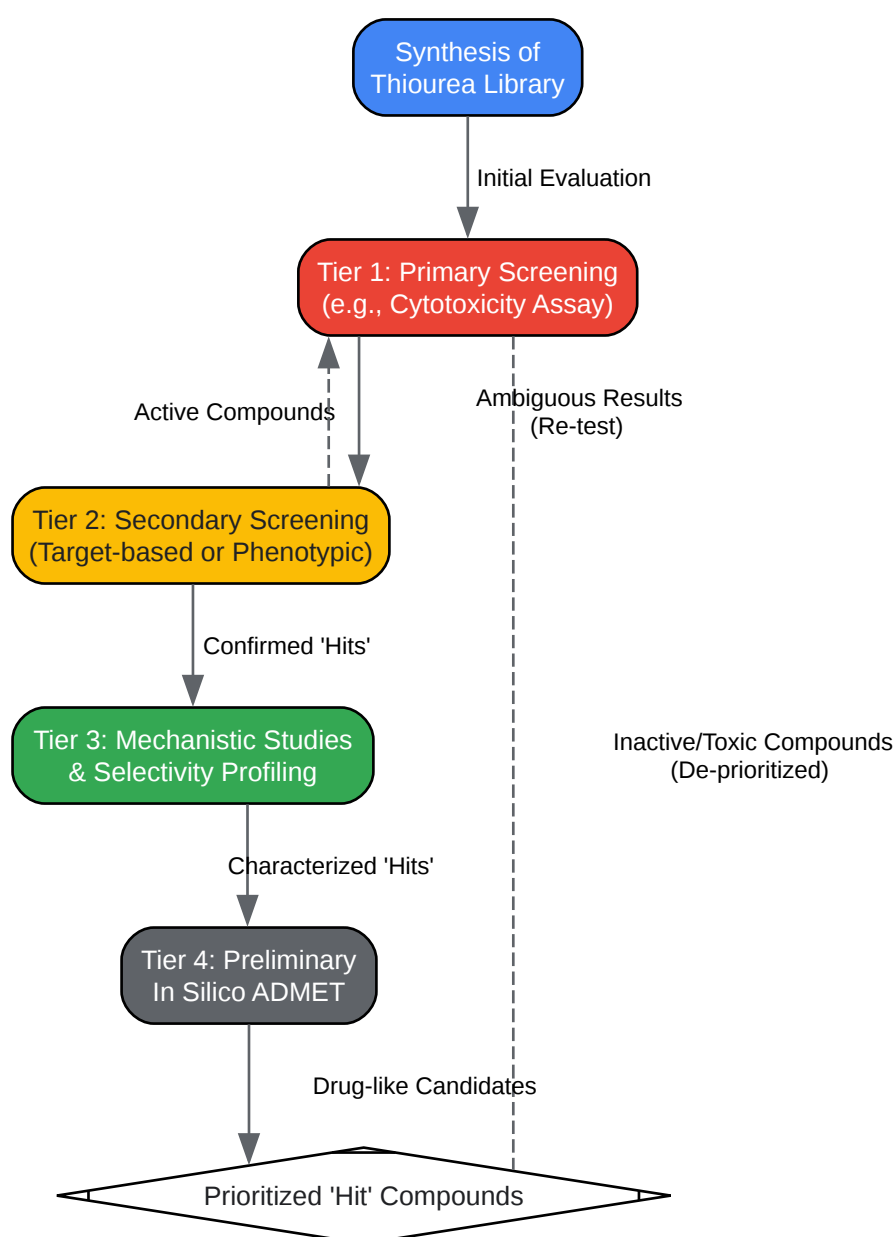 Synthesis of
Thiourea Library
Initial Evaluation
Tier 1: Primary Screening
(e.g., Cytotoxicity Assay)
Active Compounds
Ambiguous Results
(Re-test)
Tier 2: Secondary Screening
(Target-based or Phenotypic)
Confirmed 'Hits'
Tier 3: Mechanistic Studies
& Selectivity Profiling
Inactive/Toxic Compounds
(De-prioritized)
Characterized 'Hits'
Tier 4: Preliminary
In Silico ADMET
Drug-like Candidates
Prioritized 'Hit' Compounds